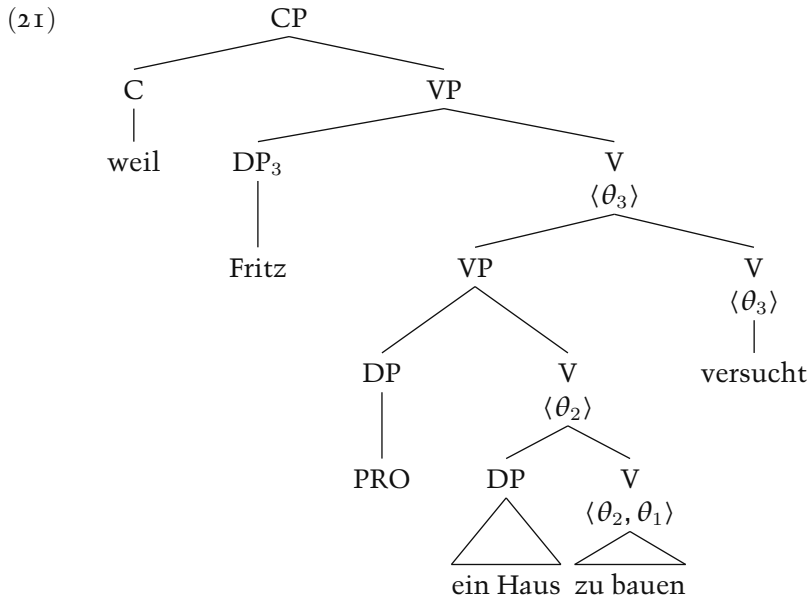 (21)
CP
C VP
weil DP₃ V
⟨θ₃⟩
Fritz VP V
⟨θ₃⟩
DP V versucht
⟨θ₂⟩
PRO DP V
⟨θ₂, θ₁⟩
ein Haus zu bauen